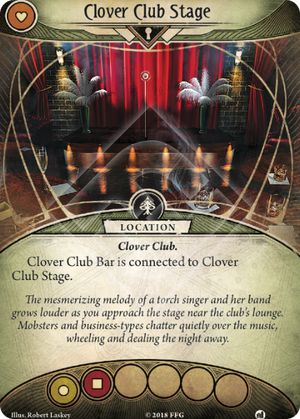 Clover Club Stage
LOCATION
Clover Club.
Clover Club Bar is connected to Clover
Club Stage.
The mesmerizing melody of a torch singer and her band
grows louder as you approach the stage near the club's lounge.
Mobsters and business-types chatter quietly over the music,
wheeling and dealing the night away.
Illus. Robert Laskey
© 2018 FFG